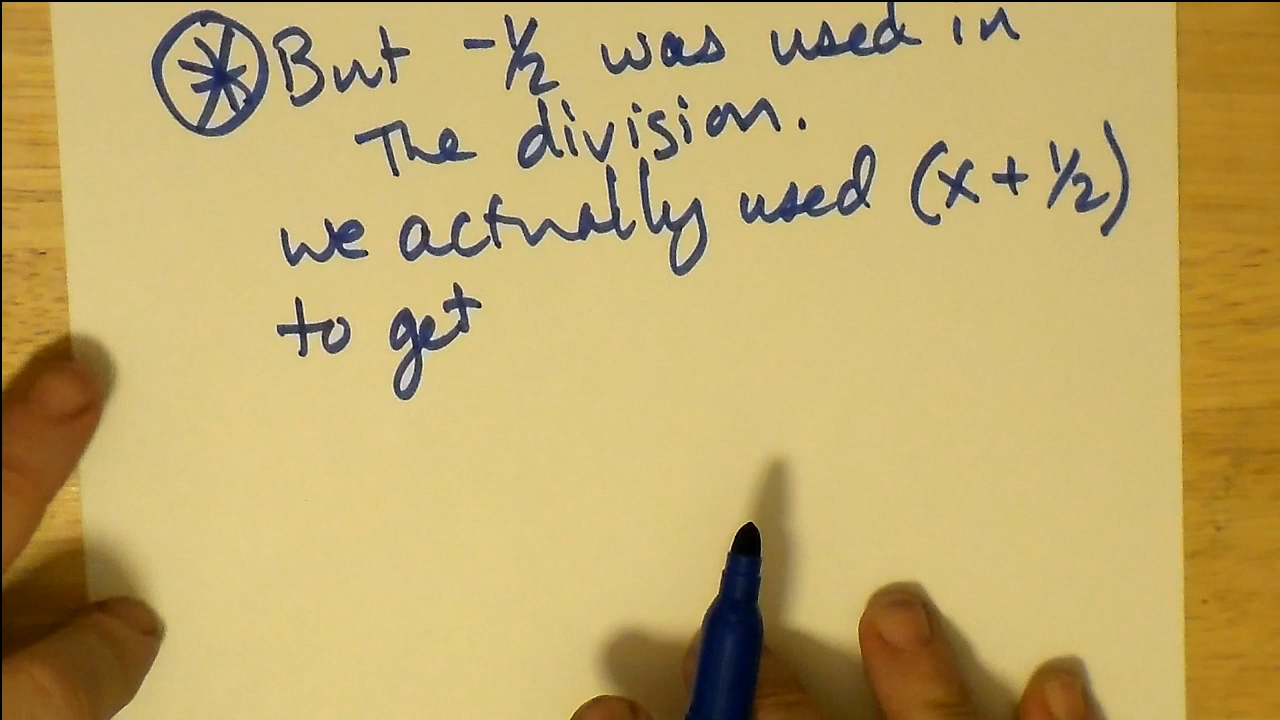 ⊛ But -1/2 was used in
The division.
we actually used (x + 1/2)
to get